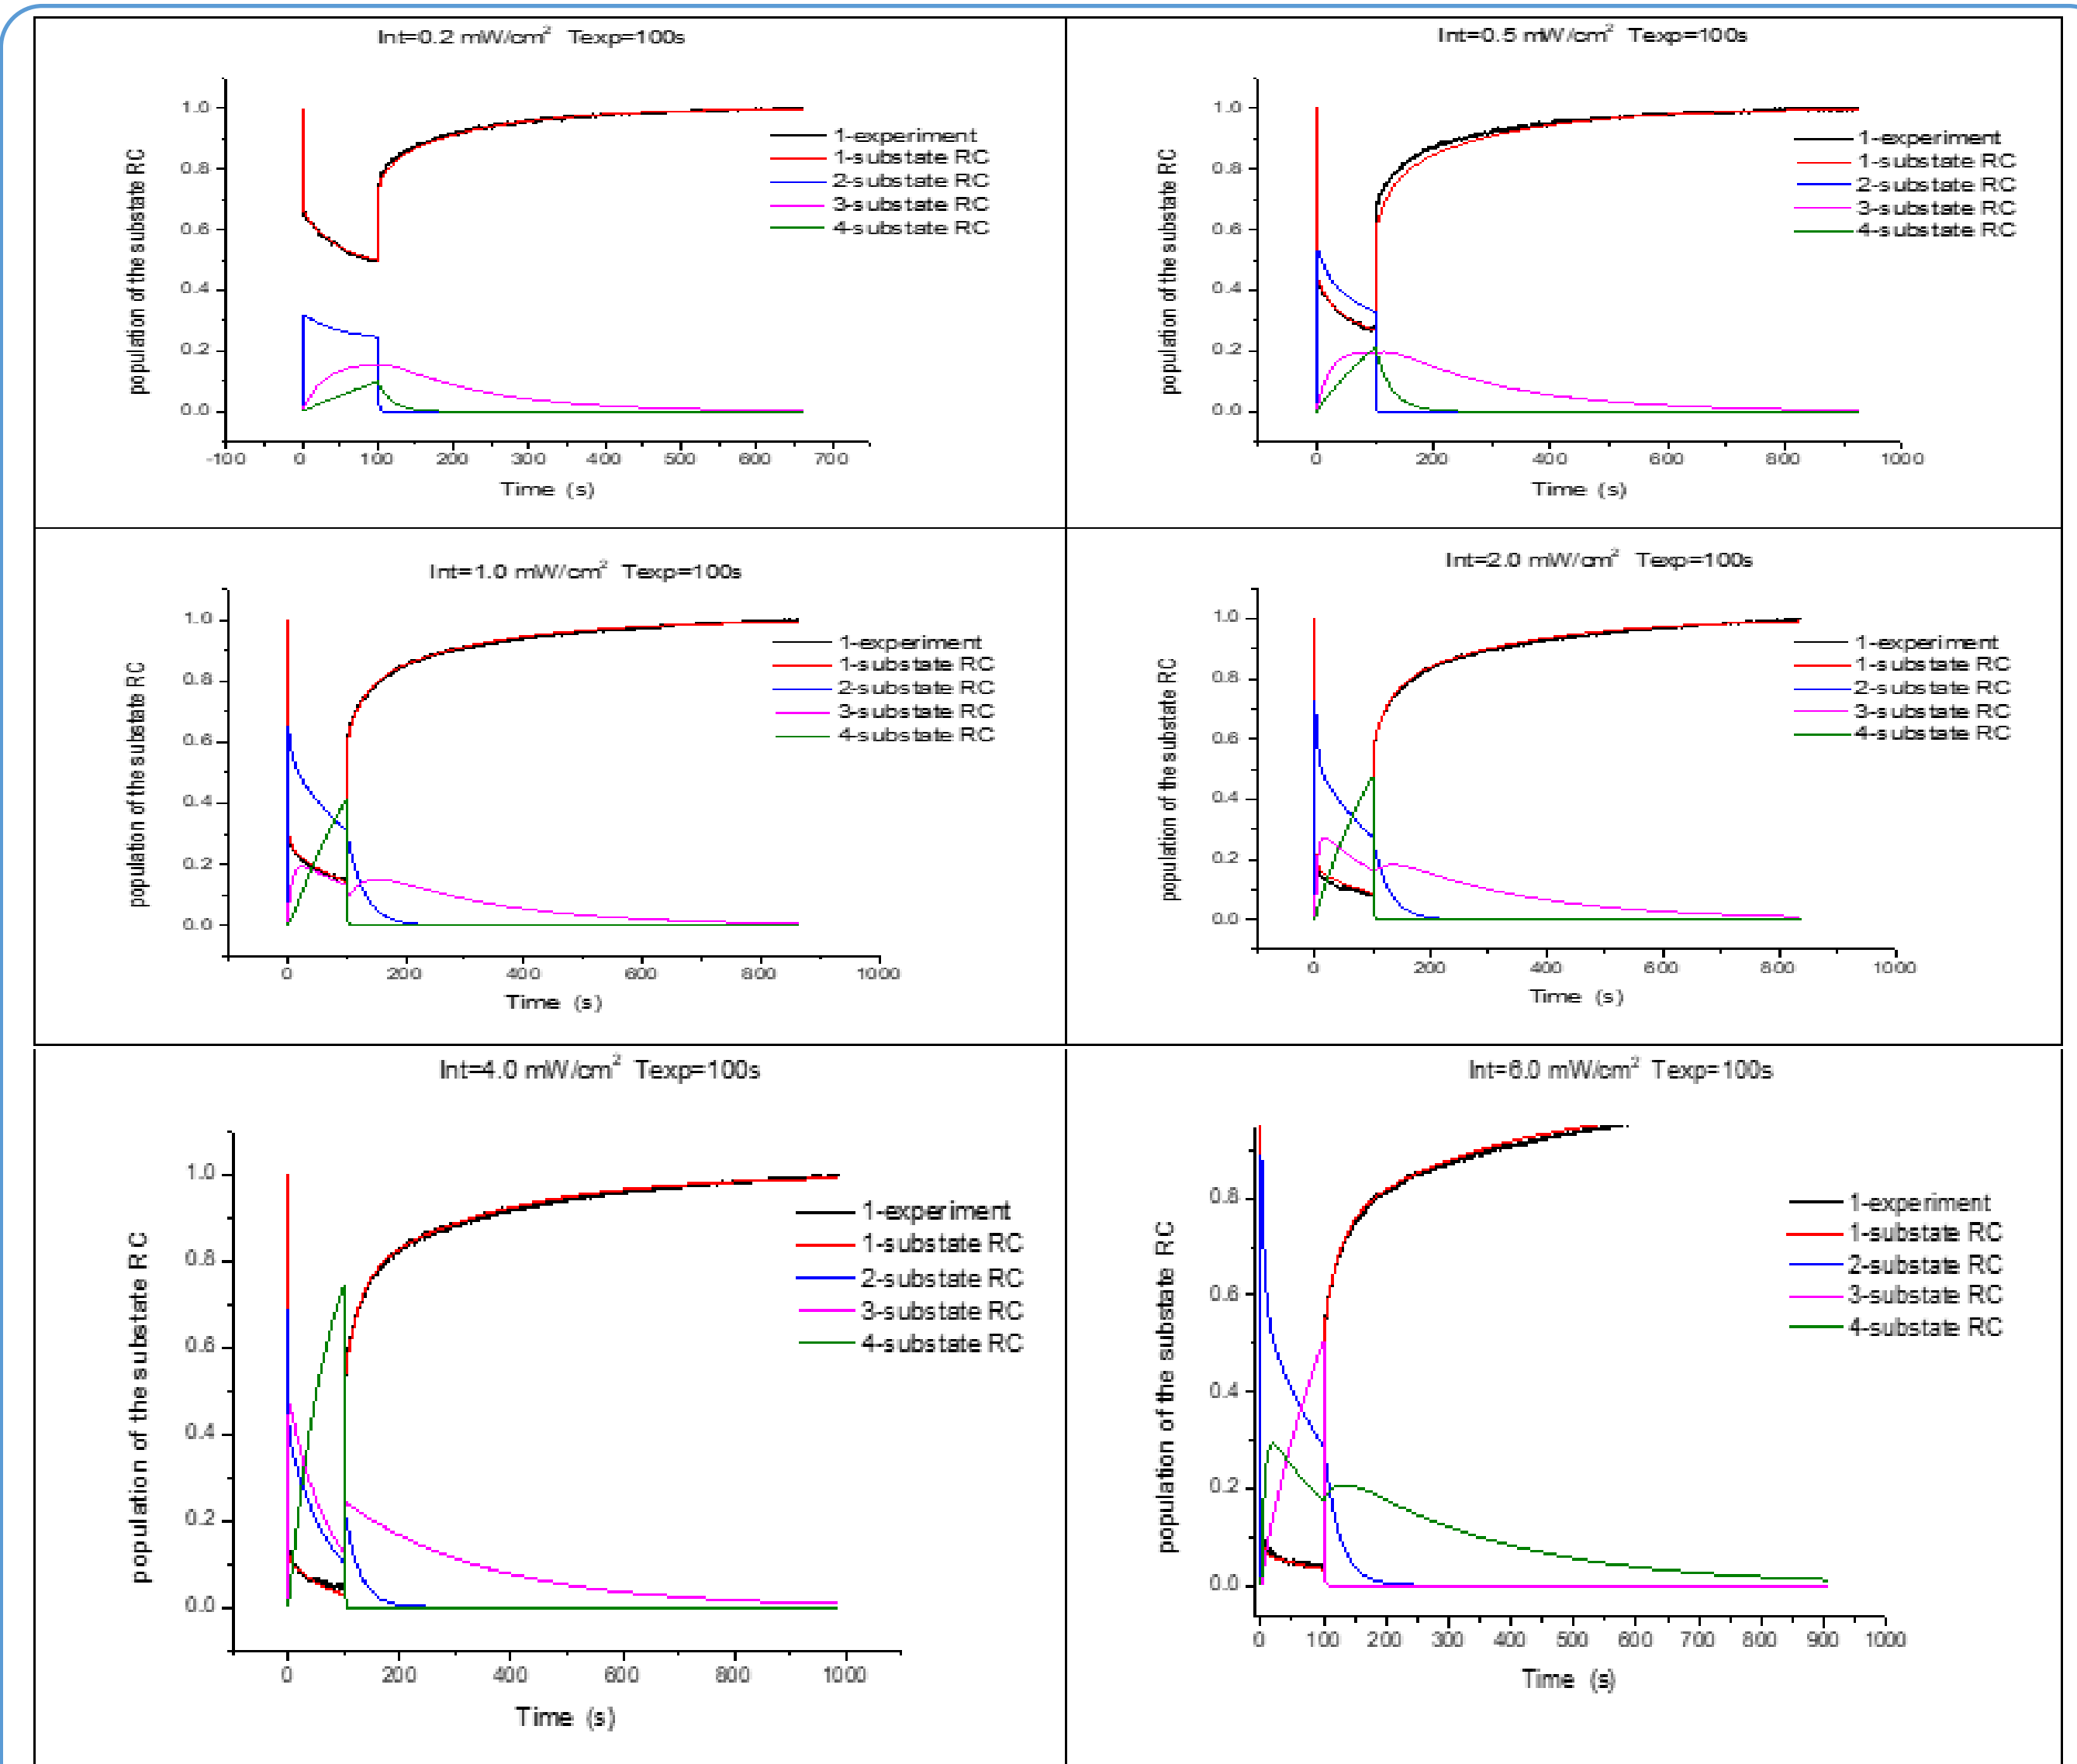 Int=0.2 mW/cm² Texp=100s
population of the substate RC
1.0
0.8
0.6
0.4
0.2
0.0
1-experiment
1-substate RC
2-substate RC
3-substate RC
4-substate RC
-100 0 100 200 300 400 500 600 700
Time (s)
Int=0.5 mW/cm² Texp=100s
population of the substate RC
1.0
0.8
0.6
0.4
0.2
0.0
1-experiment
1-substate RC
2-substate RC
3-substate RC
4-substate RC
0 200 400 600 800 1000
Time (s)
Int=1.0 mW/cm² Texp=100s
population of the substate RC
1.0
0.8
0.6
0.4
0.2
0.0
1-experiment
1-substate RC
2-substate RC
3-substate RC
4-substate RC
0 200 400 600 800 1000
Time (s)
Int=2.0 mW/cm² Texp=100s
population of the substate RC
1.0
0.8
0.6
0.4
0.2
0.0
1-experiment
1-substate RC
2-substate RC
3-substate RC
4-substate RC
0 200 400 600 800 1000
Time (s)
Int=4.0 mW/cm² Texp=100s
population of the substate RC
1.0
0.8
0.6
0.4
0.2
0.0
1-experiment
1-substate RC
2-substate RC
3-substate RC
4-substate RC
0 200 400 600 800 1000
Time (s)
Int=6.0 mW/cm² Texp=100s
population of the substate RC
0.8
0.6
0.4
0.2
0.0
1-experiment
1-substate RC
2-substate RC
3-substate RC
4-substate RC
0 100 200 300 400 500 600 700 800 900 1000
Time (s)